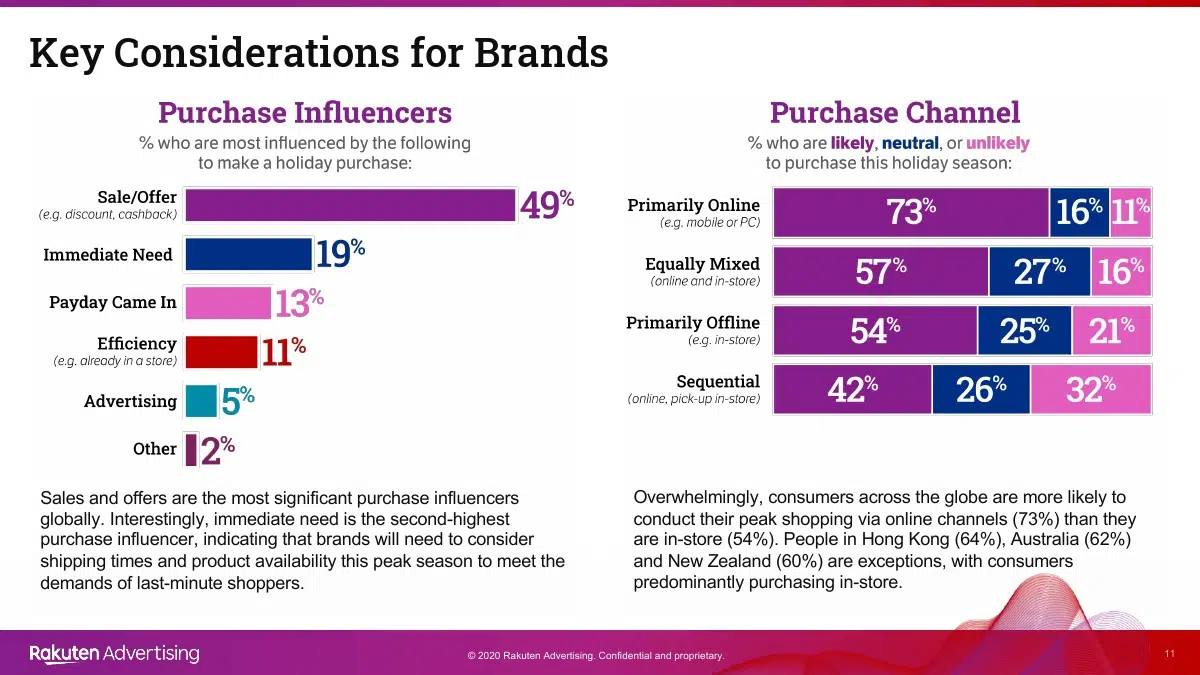 Key Considerations for Brands
Purchase Influencers
% who are most influenced by the following
to make a holiday purchase:
Sale/Offer
(e.g. discount, cashback)
49%
Immediate Need
19%
Payday Came In
13%
Efficiency
(e.g. already in a store)
11%
Advertising
5%
Other
2%
Sales and offers are the most significant purchase influencers
globally. Interestingly, immediate need is the second-highest
purchase influencer, indicating that brands will need to consider
shipping times and product availability this peak season to meet the
demands of last-minute shoppers.
Purchase Channel
% who are likely, neutral, or unlikely
to purchase this holiday season:
Primarily Online
(e.g. mobile or PC)
73% 16% 11%
Equally Mixed
(online and in-store)
57% 27% 16%
Primarily Offline
(e.g. in-store)
54% 25% 21%
Sequential
(online, pick-up in-store)
42% 26% 32%
Overwhelmingly, consumers across the globe are more likely to
conduct their peak shopping via online channels (73%) than they
are in-store (54%). People in Hong Kong (64%), Australia (62%)
and New Zealand (60%) are exceptions, with consumers
predominantly purchasing in-store.
Rakuten Advertising
© 2020 Rakuten Advertising. Confidential and proprietary.
11